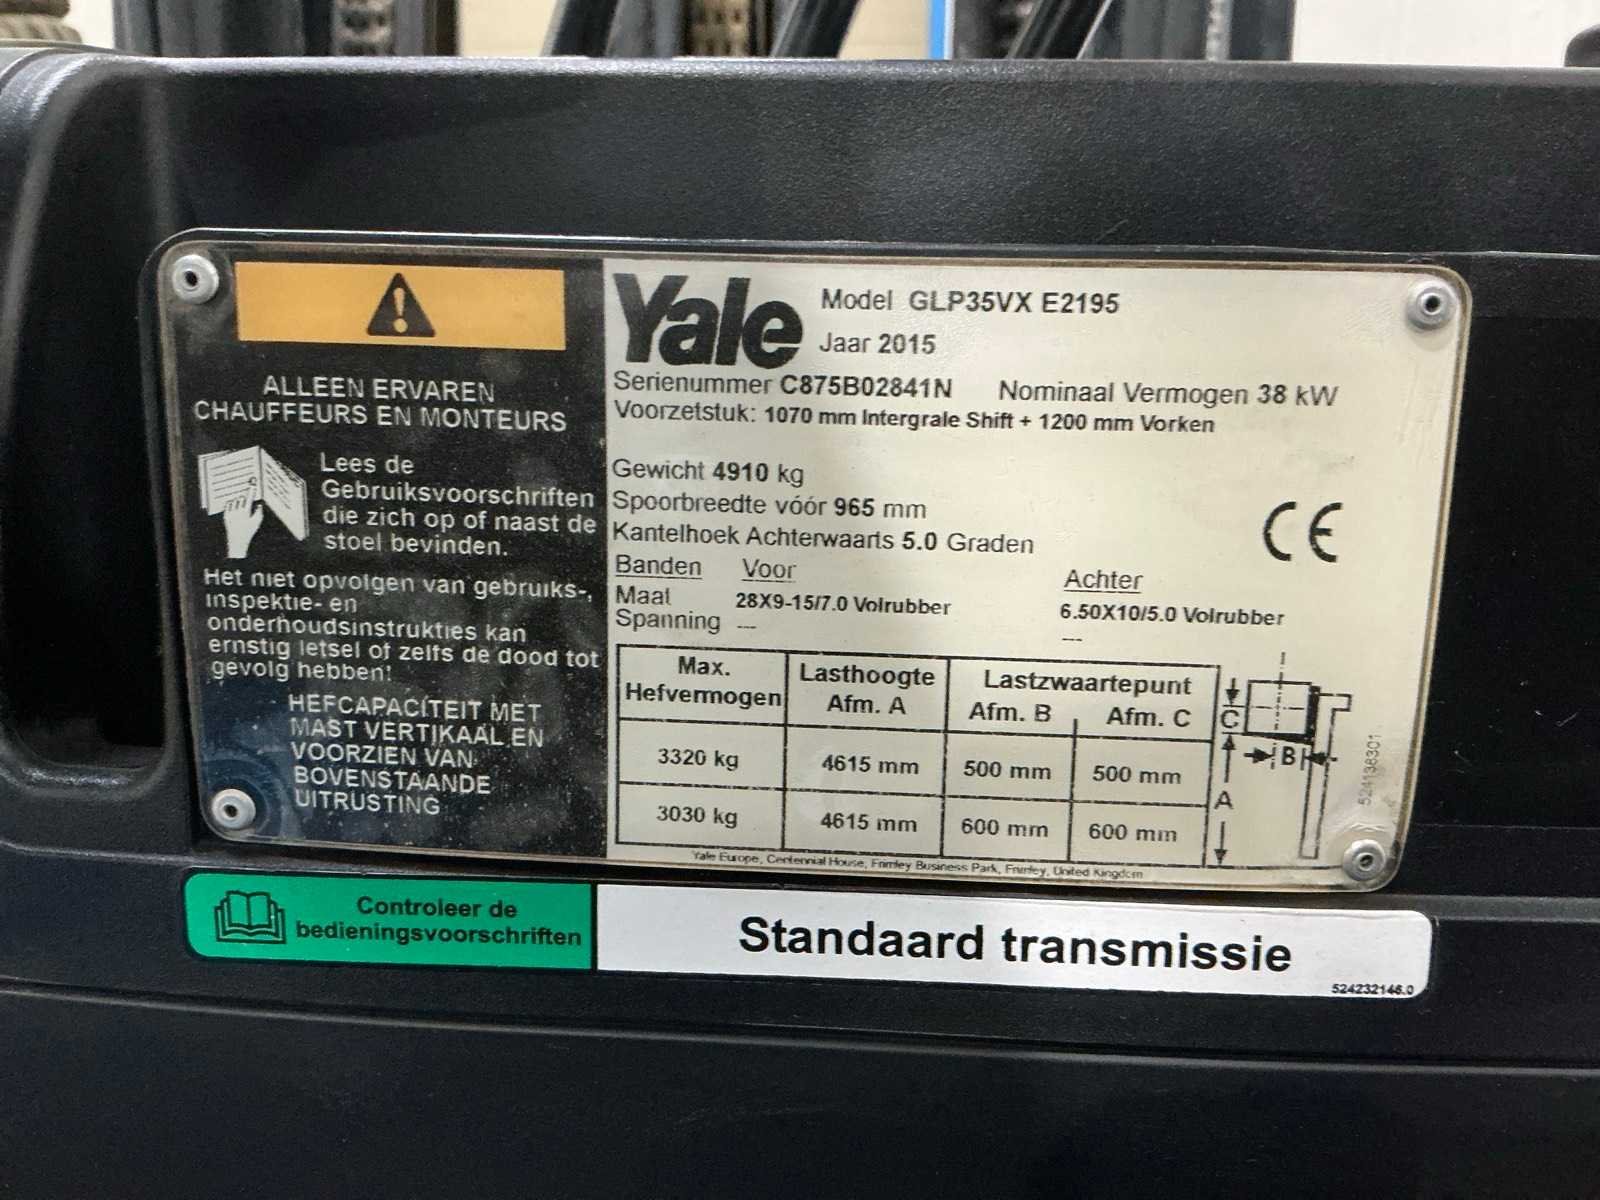 ALLEEN ERVAREN
CHAUFFEURS EN MONTEURS
Lees de
Gebruiksvoorschriften
die zich op of naast de
stoel bevinden.
Het niet opvolgen van gebruiks-,
inspektie- en
onderhoudsinstrukties kan
ernstig letsel of zelfs de dood tot
gevolg hebben!
HEFCAPACITEIT MET
MAST VERTIKAAL EN
VOORZIEN VAN
BOVENSTAANDE
UITRUSTING
Yale
Model GLP35VX E2195
Jaar 2015
Serienummer C875B02841N Nominaal Vermogen 38 kW
Voorzetstuk: 1070 mm Intergrale Shift + 1200 mm Vorken
Gewicht 4910 kg
Spoorbreedte vóór 965 mm
Kantelhoek Achterwaarts 5.0 Graden
CE
Banden Voor Achter
Maat 28X9-15/7.0 Volrubber 6.50X10/5.0 Volrubber
Spanning --- ---
Max. Hefvermogen Lasthoogte Afm. A Lastzwaartepunt Afm. B Afm. C
3320 kg 4615 mm 500 mm 500 mm
3030 kg 4615 mm 600 mm 600 mm
C
B
A
524138301
Yale Europe, Centennial House, Frimley Business Park, Frimley, United Kingdom
Controleer de
bedieningsvoorschriften
Standaard transmissie
524232146.0